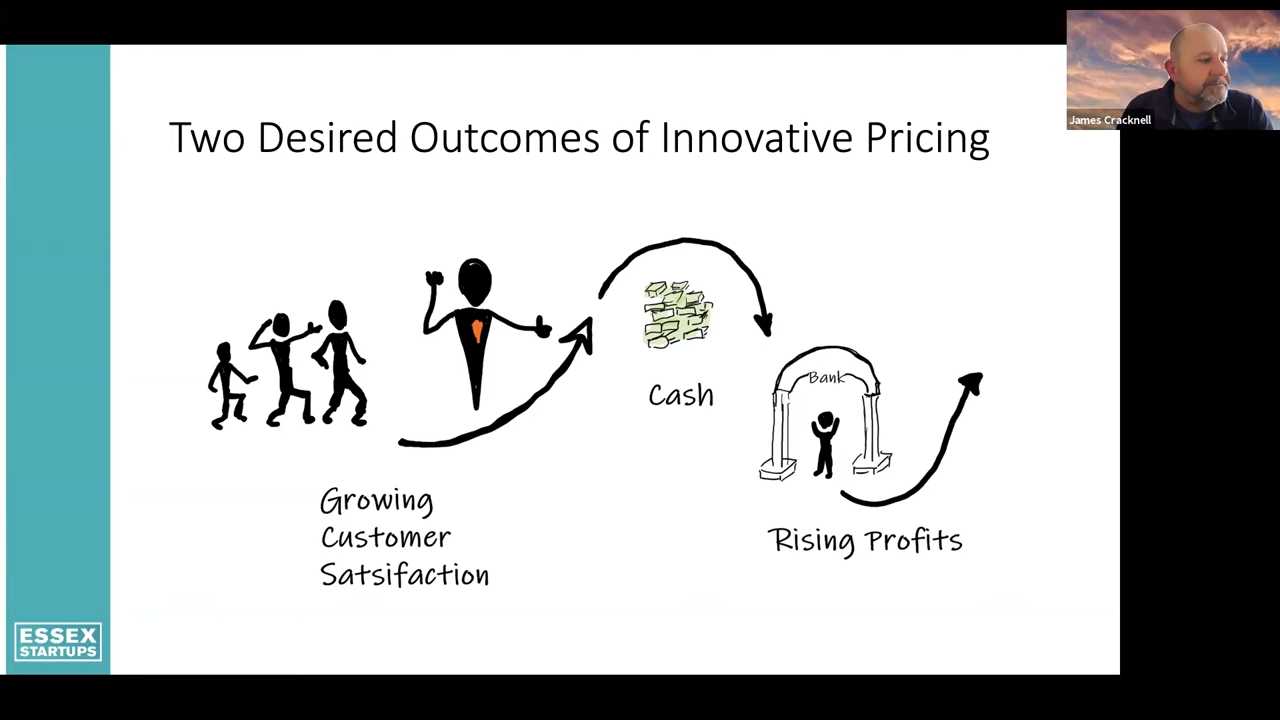 James Cracknell
Two Desired Outcomes of Innovative Pricing
Cash
Bank
Growing
Customer
Satsifaction
Rising Profits
ESSEX
STARTUPS